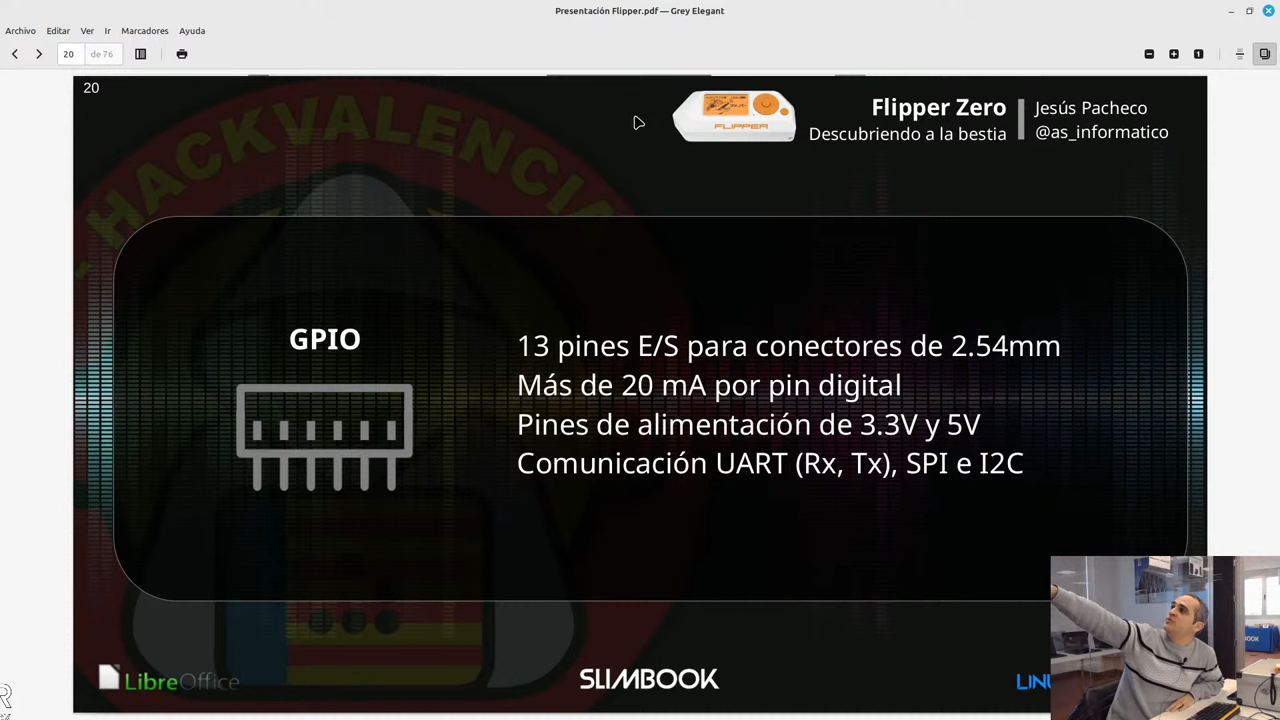 Presentación Flipper.pdf — Grey Elegant
Archivo Editar Ver Ir Marcadores Ayuda
20 de 76
20
HACKVALENCIA
FLIPPER
Flipper Zero
Descubriendo a la bestia
Jesús Pacheco
@as_informatico
GPIO
13 pines E/S para conectores de 2.54mm
Más de 20 mA por pin digital
Pines de alimentación de 3.3V y 5V
Comunicación UART (Rx, Tx), SPI e I2C
LibreOffice
SLIMBOOK